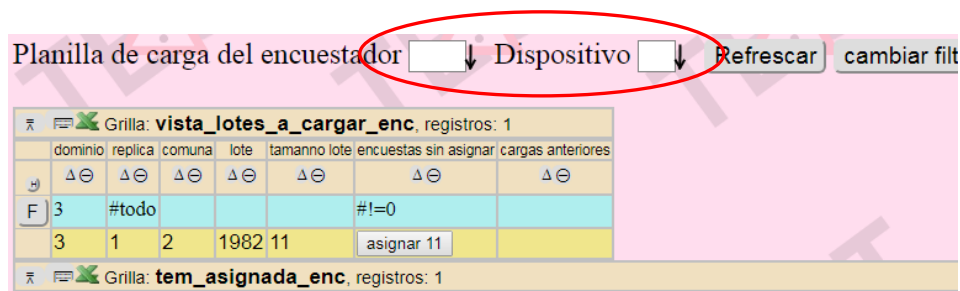 Planilla de carga del encuestador Dispositivo Refrescar cambiar filt
Grilla: vista_lotes_a_cargar_enc, registros: 1
dominio replica comuna lote tamanno lote encuestas sin asignar cargas anteriores
F 3 #todo #!=0
3 1 2 1982 11 asignar 11
Grilla: tem_asignada_enc, registros: 1